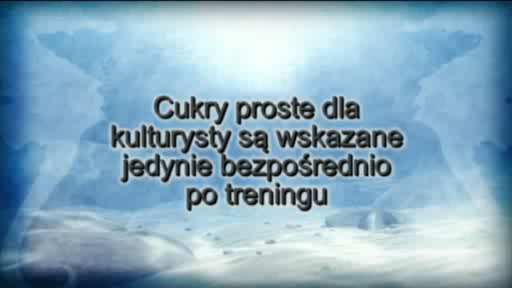 Cukry proste dla
kulturysty są wskazane
jedynie bezpośrednio
po treningu